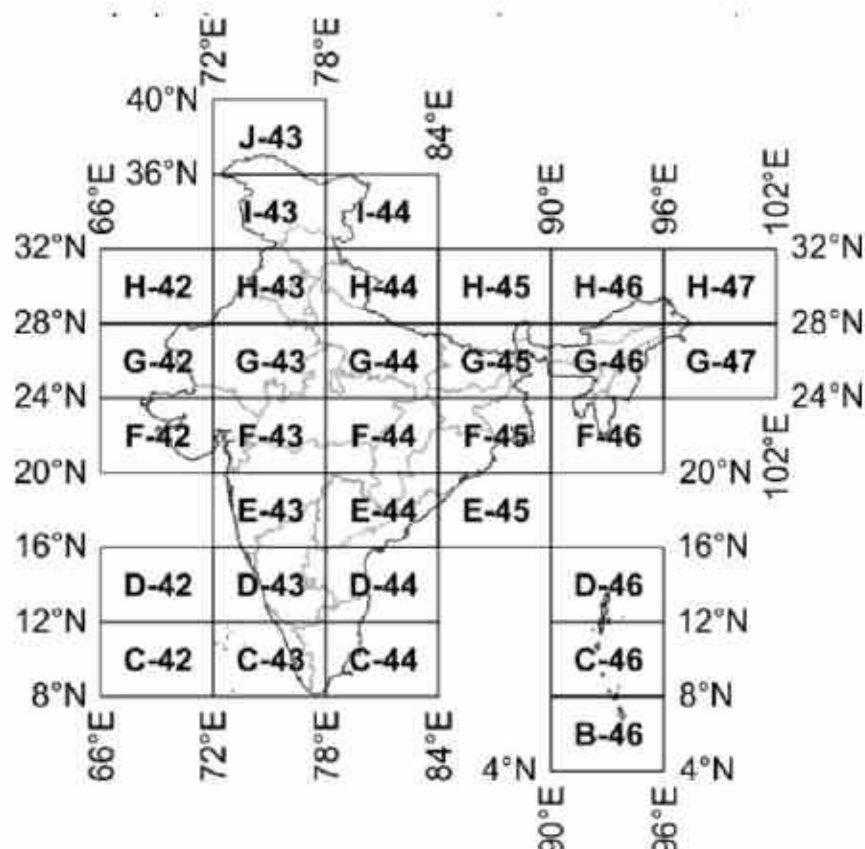 72°E 78°E
40°N
J-43
84°E
36°N
66°E 90°E 96°E 102°E
I-43 I-44
32°N 32°N
H-42 H-43 H-44 H-45 H-46 H-47
28°N 28°N
G-42 G-43 G-44 G-45 G-46 G-47
24°N 24°N
F-42 F-43 F-44 F-45 F-46
102°E
20°N 20°N
E-43 E-44 E-45
16°N 16°N
D-42 D-43 D-44 D-46
12°N 12°N
C-42 C-43 C-44 C-46
8°N 8°N
66°E 72°E 78°E 84°E
B-46
4°N 4°N
90°E 96°E